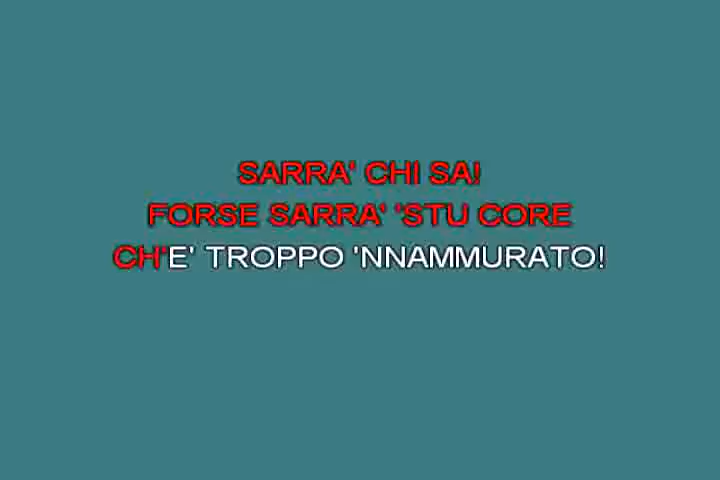 SARRA' CHI SA!
FORSE SARRA' 'STU CORE
CH'E' TROPPO 'NNAMMURATO!